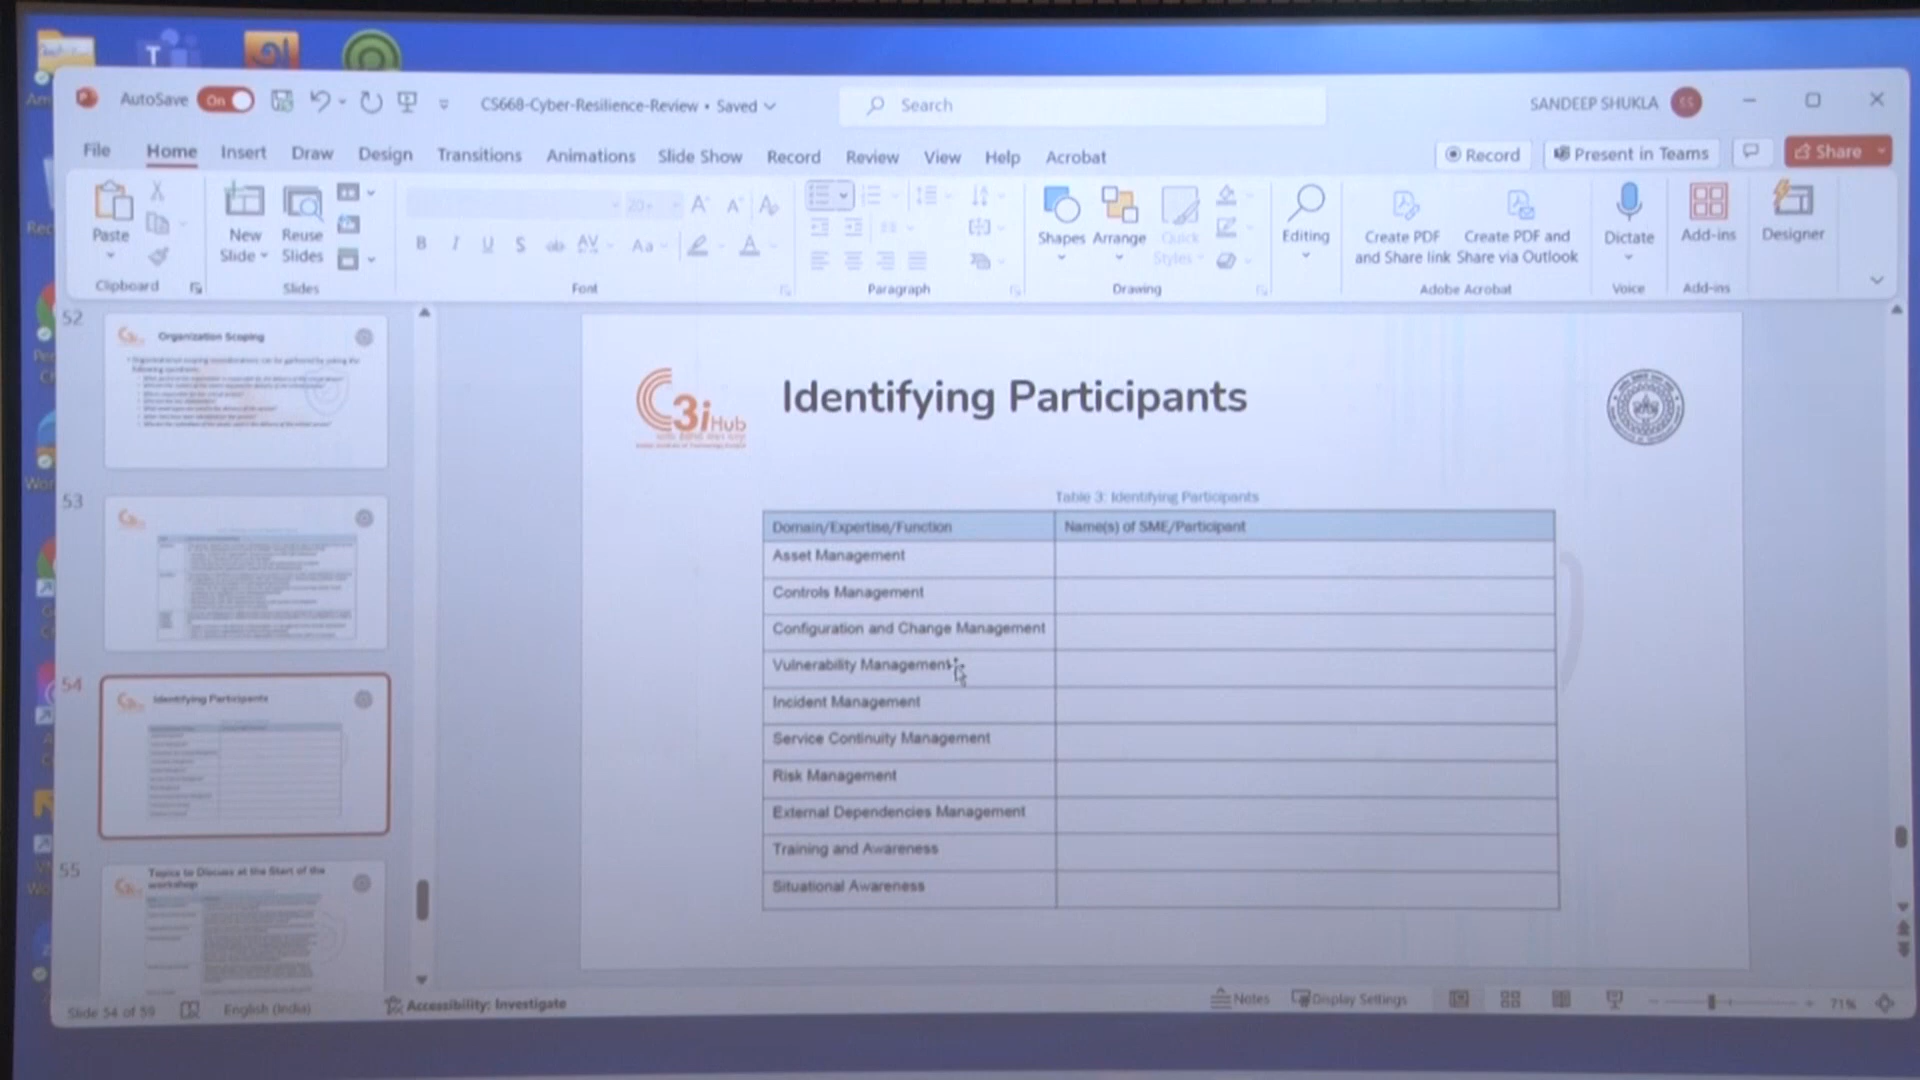 AutoSave On
CS668-Cyber-Resilience-Review • Saved
Search
SANDEEP SHUKLA SS
File Home Insert Draw Design Transitions Animations Slide Show Record Review View Help Acrobat
Record Present in Teams Share
Paste
New Slide
Reuse Slides
Shapes Arrange Quick Styles
Editing
Create PDF and Share link
Create PDF and Share via Outlook
Dictate
Add-ins
Designer
Clipboard Slides Font Paragraph Drawing Adobe Acrobat Voice Add-ins
52
Organization Scoping
53
54
Identifying Participants
55
Topics to Discuss at the Start of the
workshop
C3iHub
Identifying Participants
Table 3: Identifying Participants
Domain/Expertise/Function Name(s) of SME/Participant
Asset Management
Controls Management
Configuration and Change Management
Vulnerability Management
Incident Management
Service Continuity Management
Risk Management
External Dependencies Management
Training and Awareness
Situational Awareness
Slide 54 of 59 English (India) Accessibility: Investigate Notes Display Settings 71%